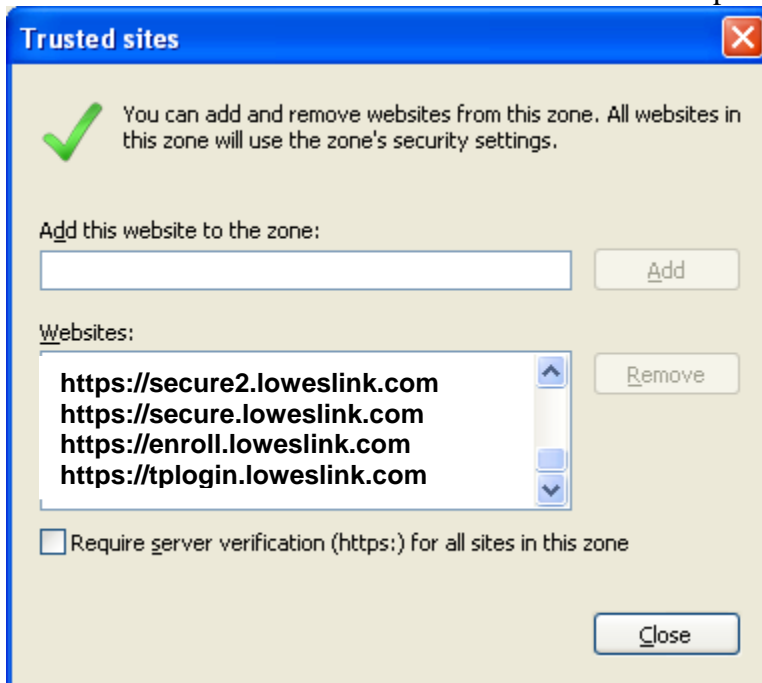 Trusted sites
You can add and remove websites from this zone. All websites in
this zone will use the zone's security settings.
Add this website to the zone:
Add
Websites:
https://secure2.loweslink.com
https://secure.loweslink.com
https://enroll.loweslink.com
https://tplogin.loweslink.com
Remove
Require server verification (https:) for all sites in this zone
Close